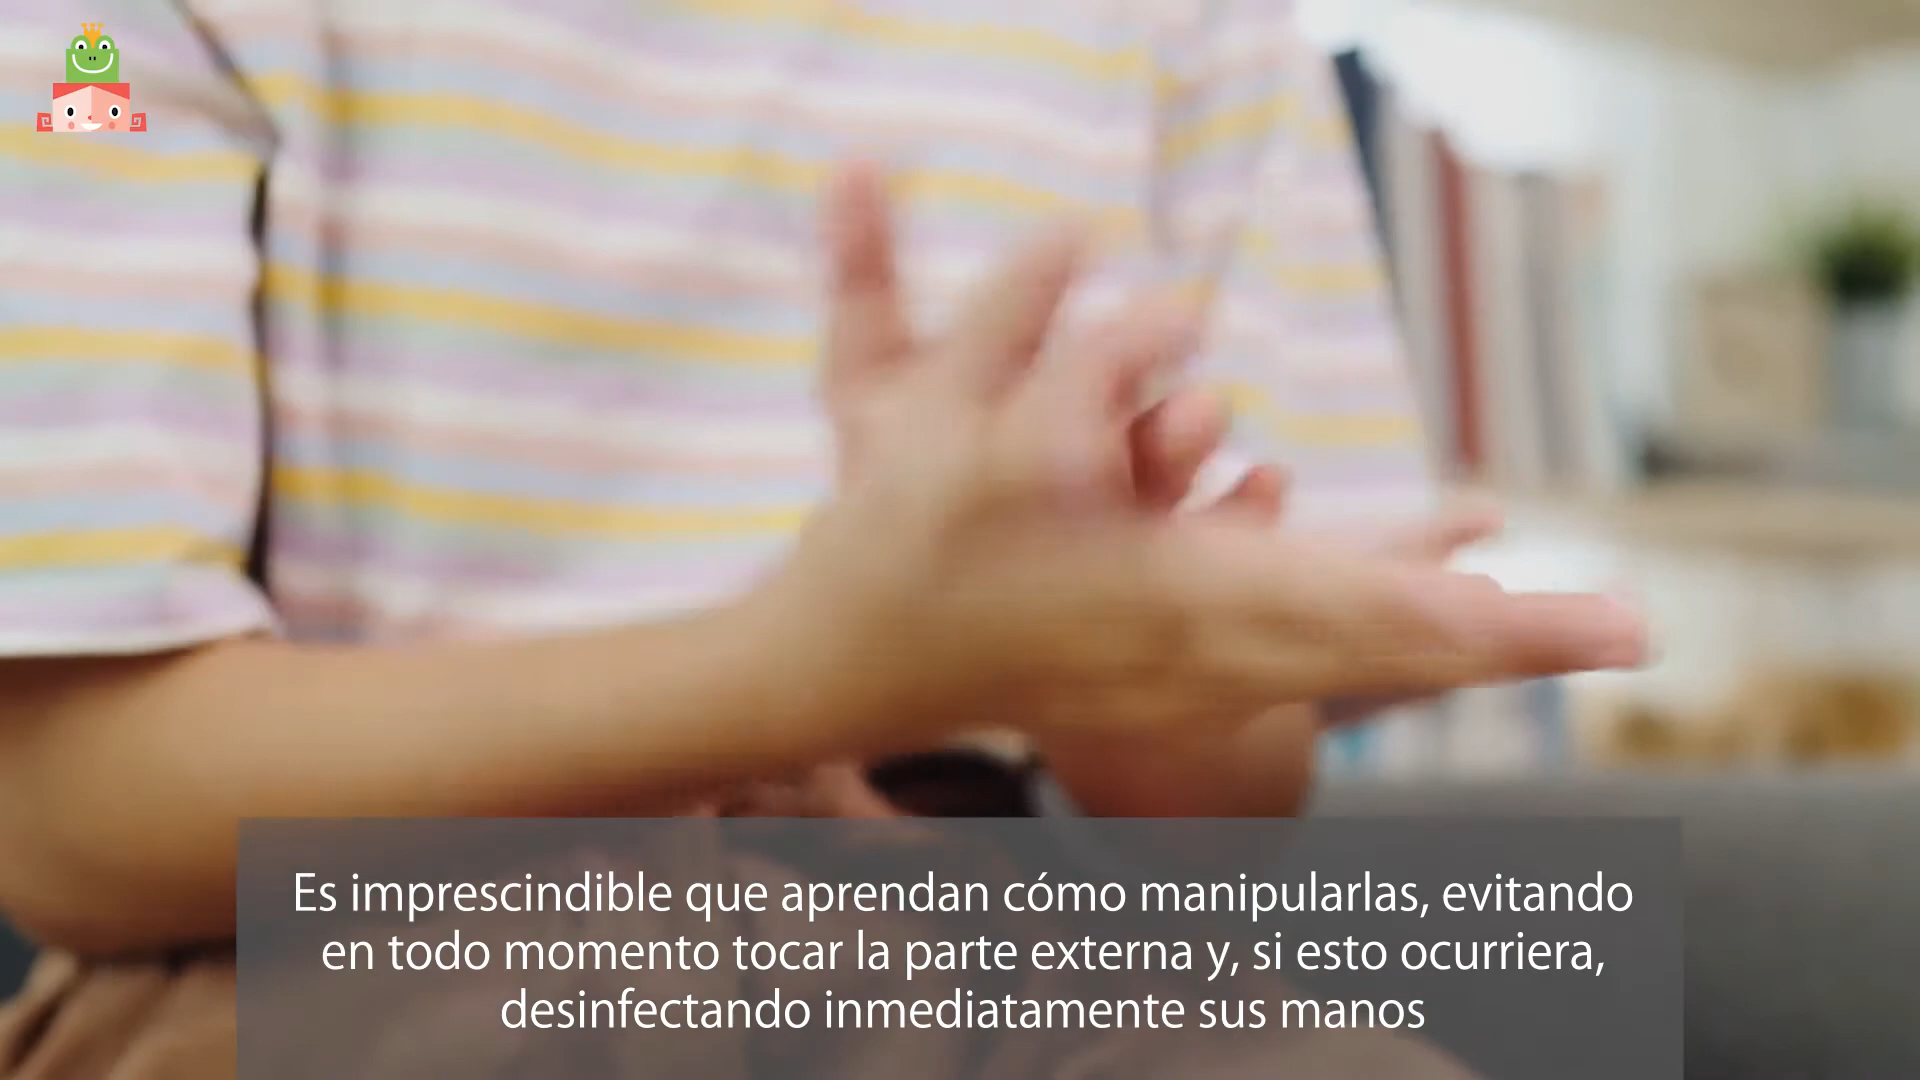 Es imprescindible que aprendan cómo manipularlas, evitando
en todo momento tocar la parte externa y, si esto ocurriera,
desinfectando inmediatamente sus manos